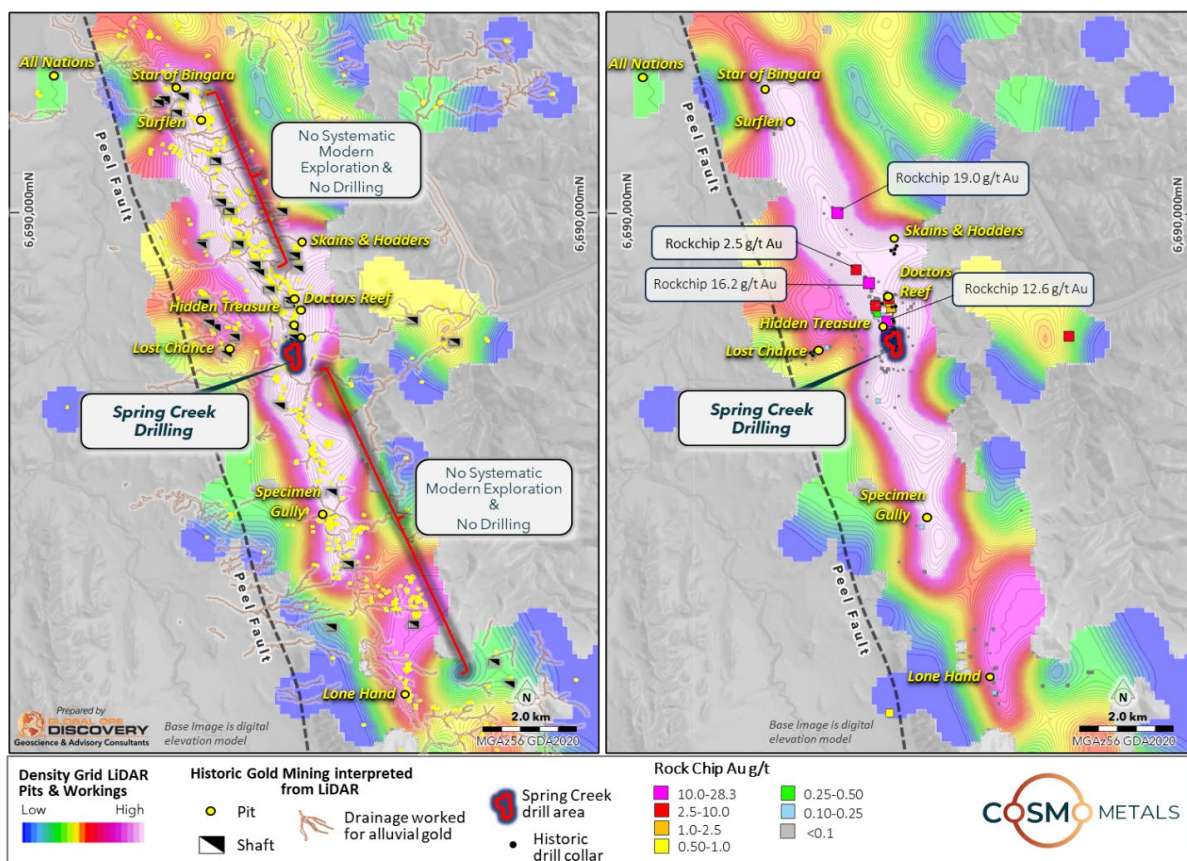 All Nations
Star of Bingara
Surflen
Peel Fault
No Systematic
Modern
Exploration &
No Drilling
6,690,000mN
Skains & Hodders
Doctors Reef
Hidden Treasure
Lost Chance
Spring Creek
Drilling
No Systematic
Modern Exploration
&
No Drilling
Specimen
Gully
Peel Fault
Lone Hand
N
2.0 km
MGAz56 GDA2020
Prepared by
GLOBAL ORE
DISCOVERY
Geoscience & Advisory Consultants
Base Image is digital
elevation model
All Nations
Star of Bingara
Surflen
Peel Fault
Rockchip 19.0 g/t Au
6,690,000mN
Skains & Hodders
Rockchip 2.5 g/t Au
Doctors
Reef
Rockchip 16.2 g/t Au
Rockchip 12.6 g/t Au
Hidden Treasure
Lost Chance
Spring Creek
Drilling
Specimen
Gully
Peel Fault
Lone Hand
N
2.0 km
MGAz56 GDA2020
Base Image is digital
elevation model
Density Grid LiDAR
Pits & Workings
Low High
Historic Gold Mining interpreted
from LiDAR
Pit
Shaft
Drainage worked
for alluvial gold
Spring Creek
drill area
Historic
drill collar
Rock Chip Au g/t
10.0-28.3
2.5-10.0
1.0-2.5
0.50-1.0
0.25-0.50
0.10-0.25
<0.1
COSMO METALS